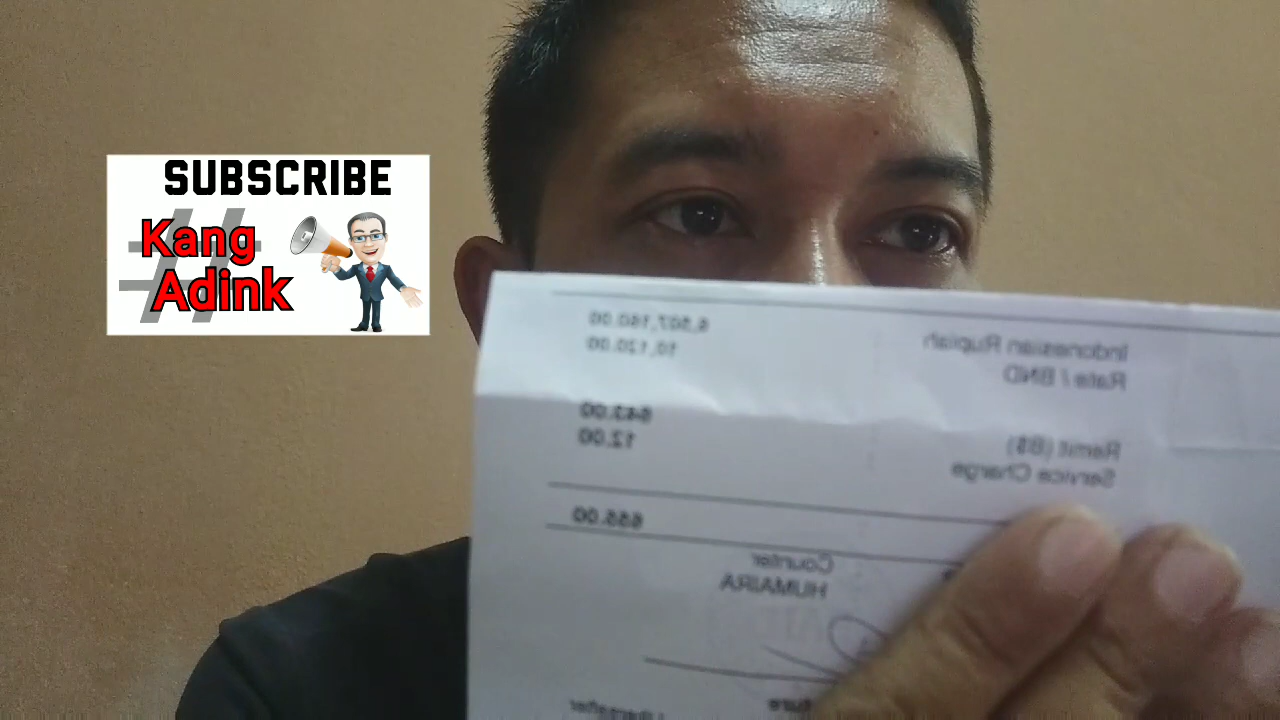 SUBSCRIBE
#Kang
Adink
Indonesian Rupiah 6,507,160.00
Rate / BND 10,120.00
Remit (B$) 643.00
Service Charge 12.00
655.00
Counter
HUMAIRA